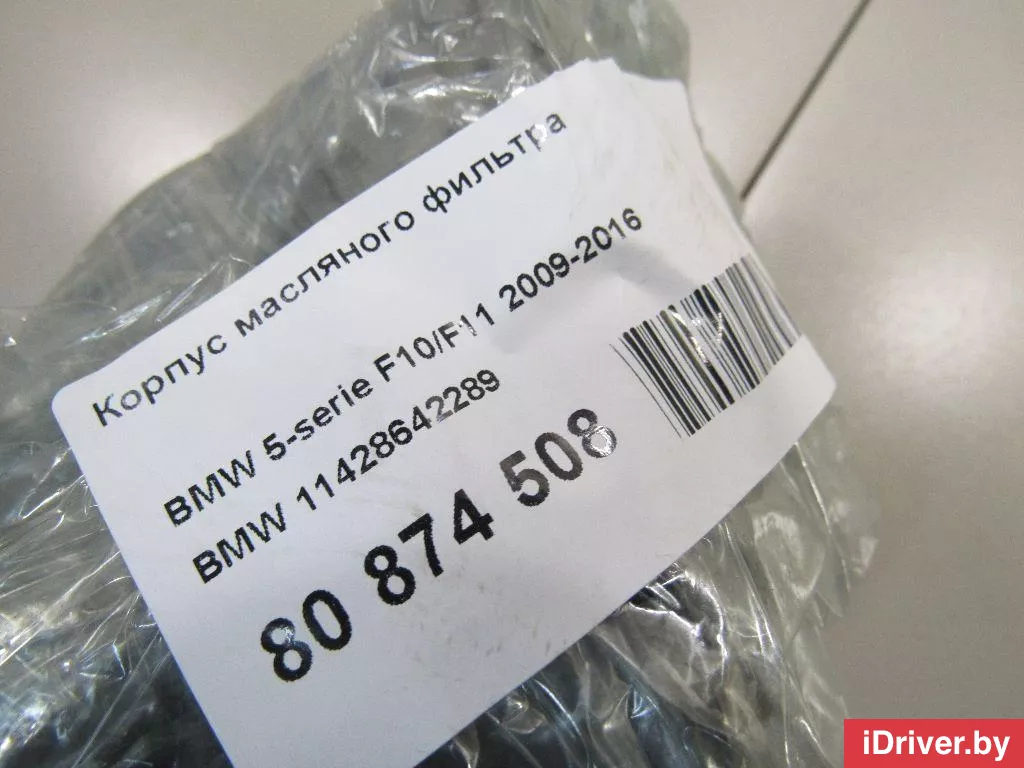 Корпус масляного фильтра
BMW 5-serie F10/F11 2009-2016
BMW 11428642289
80 874 508
iDriver.by